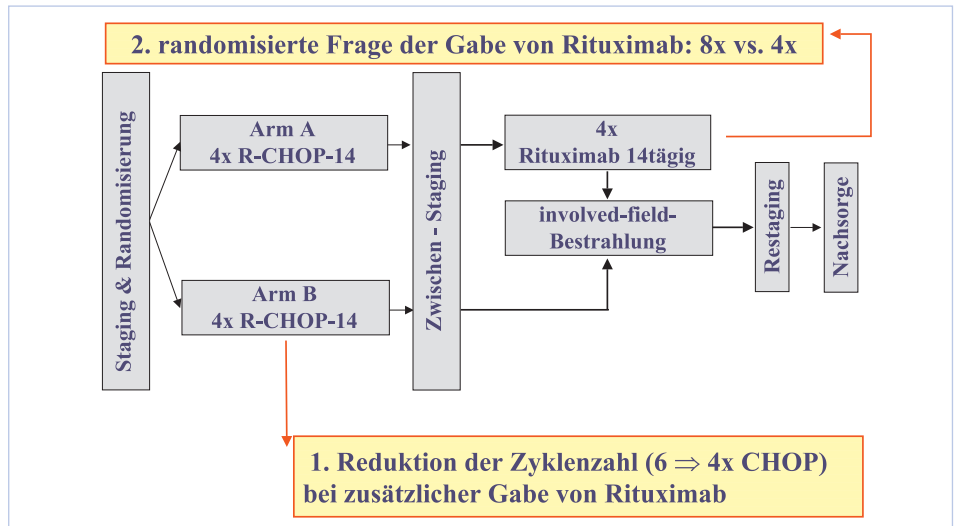 2. randomisierte Frage der Gabe von Rituximab: 8x vs. 4x
Staging & Randomisierung
Arm A
4x R-CHOP-14
Arm B
4x R-CHOP-14
Zwischen - Staging
4x
Rituximab 14tägig
involved-field-
Bestrahlung
Restaging
Nachsorge
1. Reduktion der Zyklenzahl (6 ⇒ 4x CHOP)
bei zusätzlicher Gabe von Rituximab